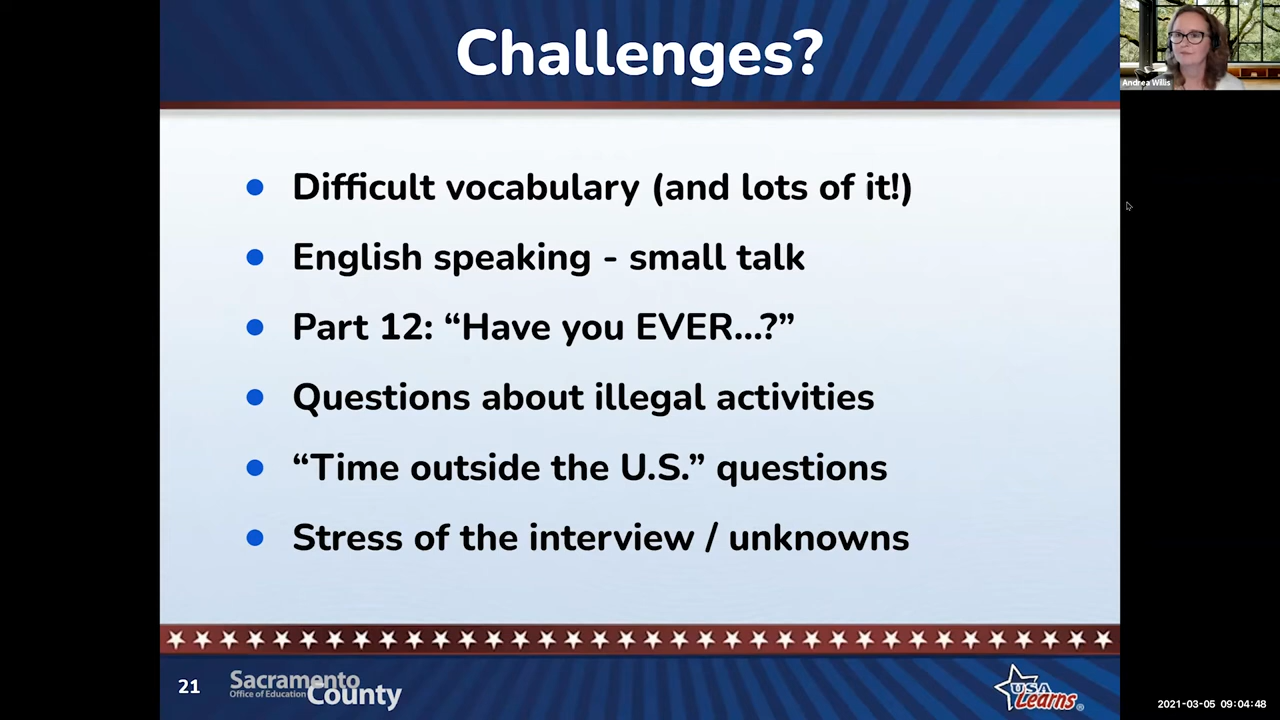 Challenges?
Andrea Willis
Difficult vocabulary (and lots of it!)
English speaking - small talk
Part 12: “Have you EVER...?”
Questions about illegal activities
“Time outside the U.S.” questions
Stress of the interview / unknowns
21
Sacramento
Office of Education County
USA
Learns®
2021-03-05 09:04:48